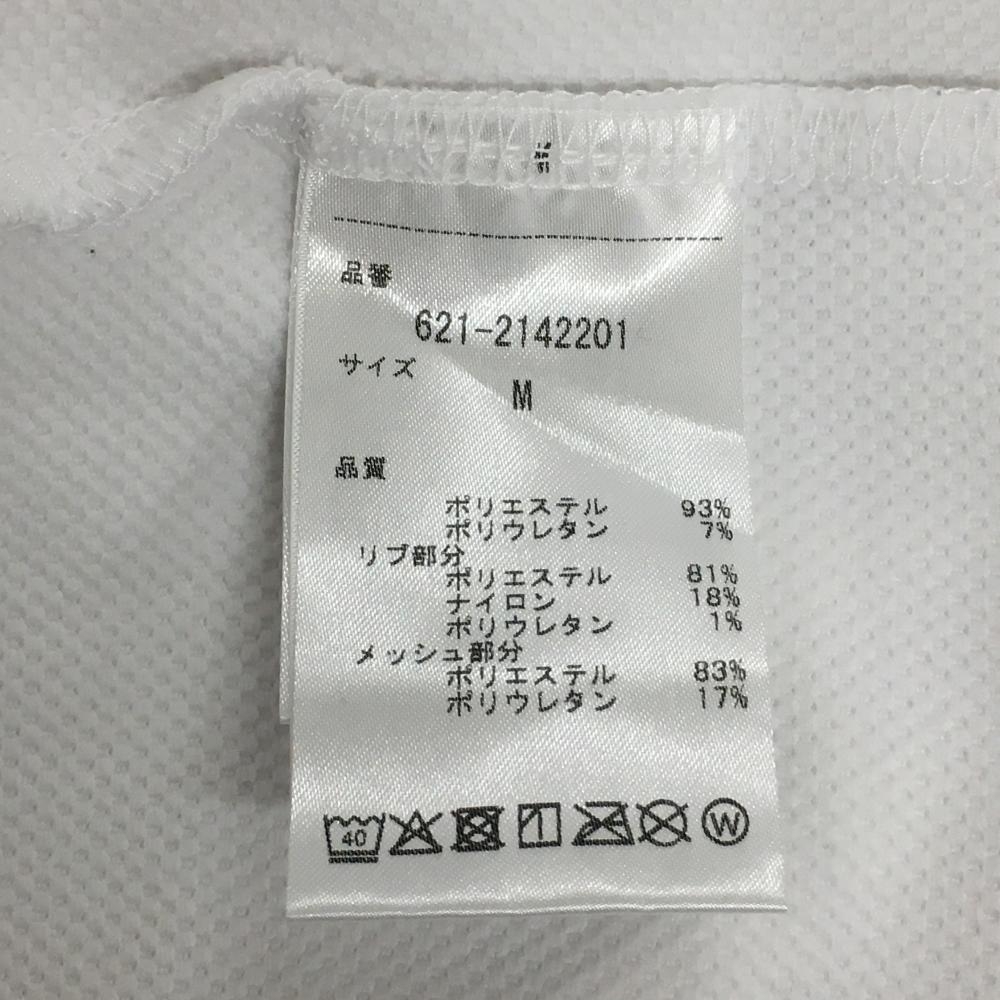 品番
621-2142201
サイズ
M
品質
ポリエステル 93%
ポリウレタン 7%
リブ部分
ポリエステル 81%
ナイロン 18%
ポリウレタン 1%
メッシュ部分
ポリエステル 83%
ポリウレタン 17%
40
W